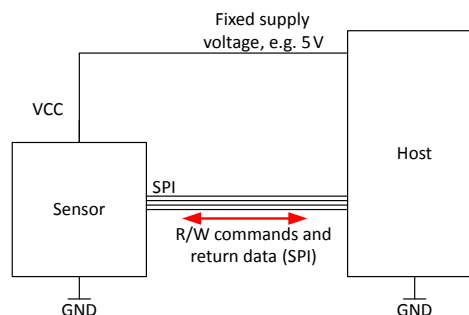 Fixed supply
voltage, e.g. 5 V
VCC
Host
SPI
Sensor
R/W commands and
return data (SPI)
GND
GND